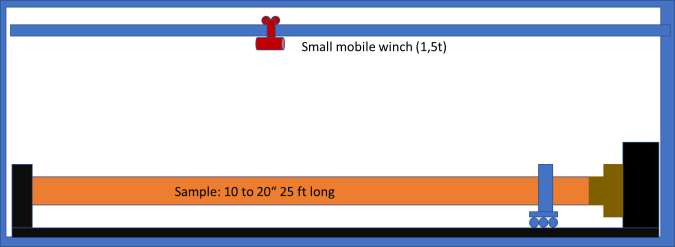 Small mobile winch (1,5t)
Sample: 10 to 20“ 25 ft long